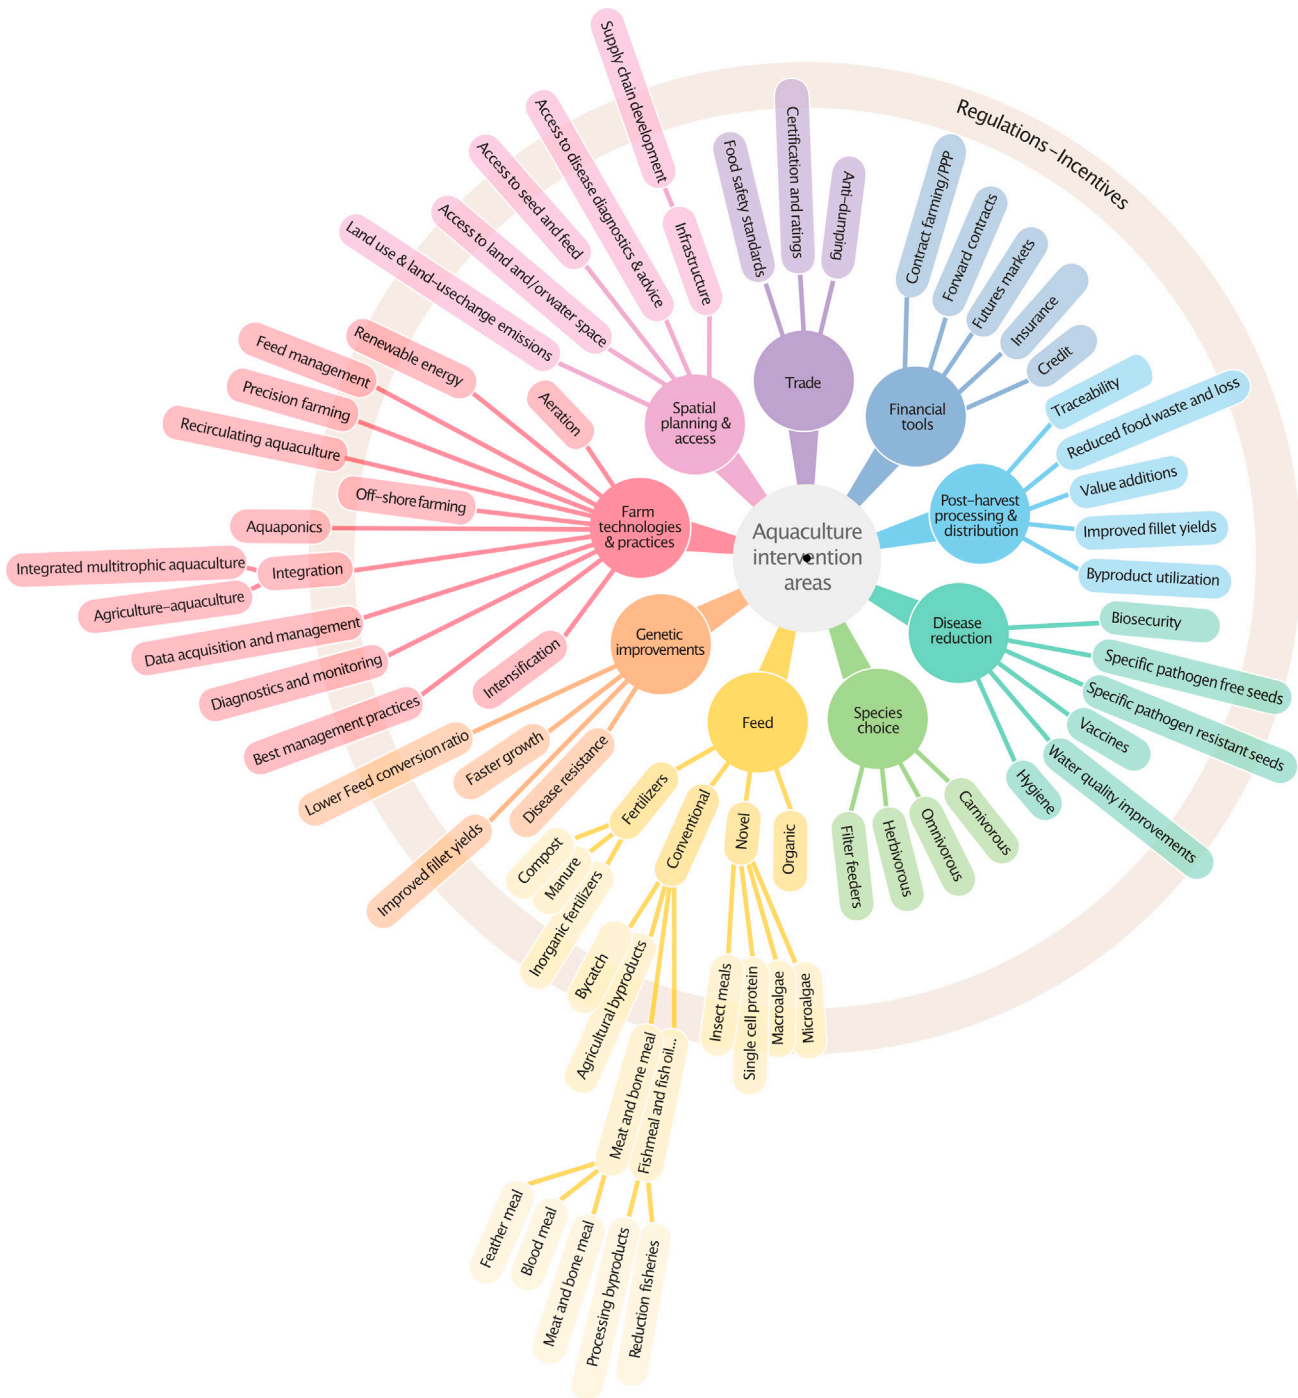 Regulations–Incentives
Aquaculture
intervention
areas
Trade
Food safety standards
Certification and ratings
Anti-dumping
Financial
tools
Contract farming/PPP
Forward contracts
Futures markets
Insurance
Credit
Post-harvest
processing &
distribution
Traceability
Reduced food waste and loss
Value additions
Improved fillet yields
Byproduct utilization
Disease
reduction
Biosecurity
Specific pathogen free seeds
Specific pathogen resistant seeds
Vaccines
Water quality improvements
Hygiene
Species
choice
Carnivorous
Omnivorous
Herbivorous
Filter feeders
Feed
Organic
Novel
Microalgae
Macroalgae
Single cell protein
Insect meals
Conventional
Fishmeal and fish oil...
Reduction fisheries
Processing byproducts
Meat and bone meal
Meat and bone meal
Blood meal
Feather meal
Agricultural byproducts
Bycatch
Fertilizers
Inorganic fertilizers
Manure
Compost
Genetic
improvements
Disease resistance
Improved fillet yields
Faster growth
Lower Feed conversion ratio
Farm
technologies
& practices
Intensification
Best management practices
Diagnostics and monitoring
Data acquisition and management
Integration
Agriculture-aquaculture
Integrated multitrophic aquaculture
Aquaponics
Off-shore farming
Recirculating aquaculture
Precision farming
Feed management
Renewable energy
Aeration
Spatial
planning &
access
Land use & land-usechange emissions
Access to land and/orwater space
Access to seed and feed
Access to disease diagnostics & advice
Infrastructure
Supply chain development